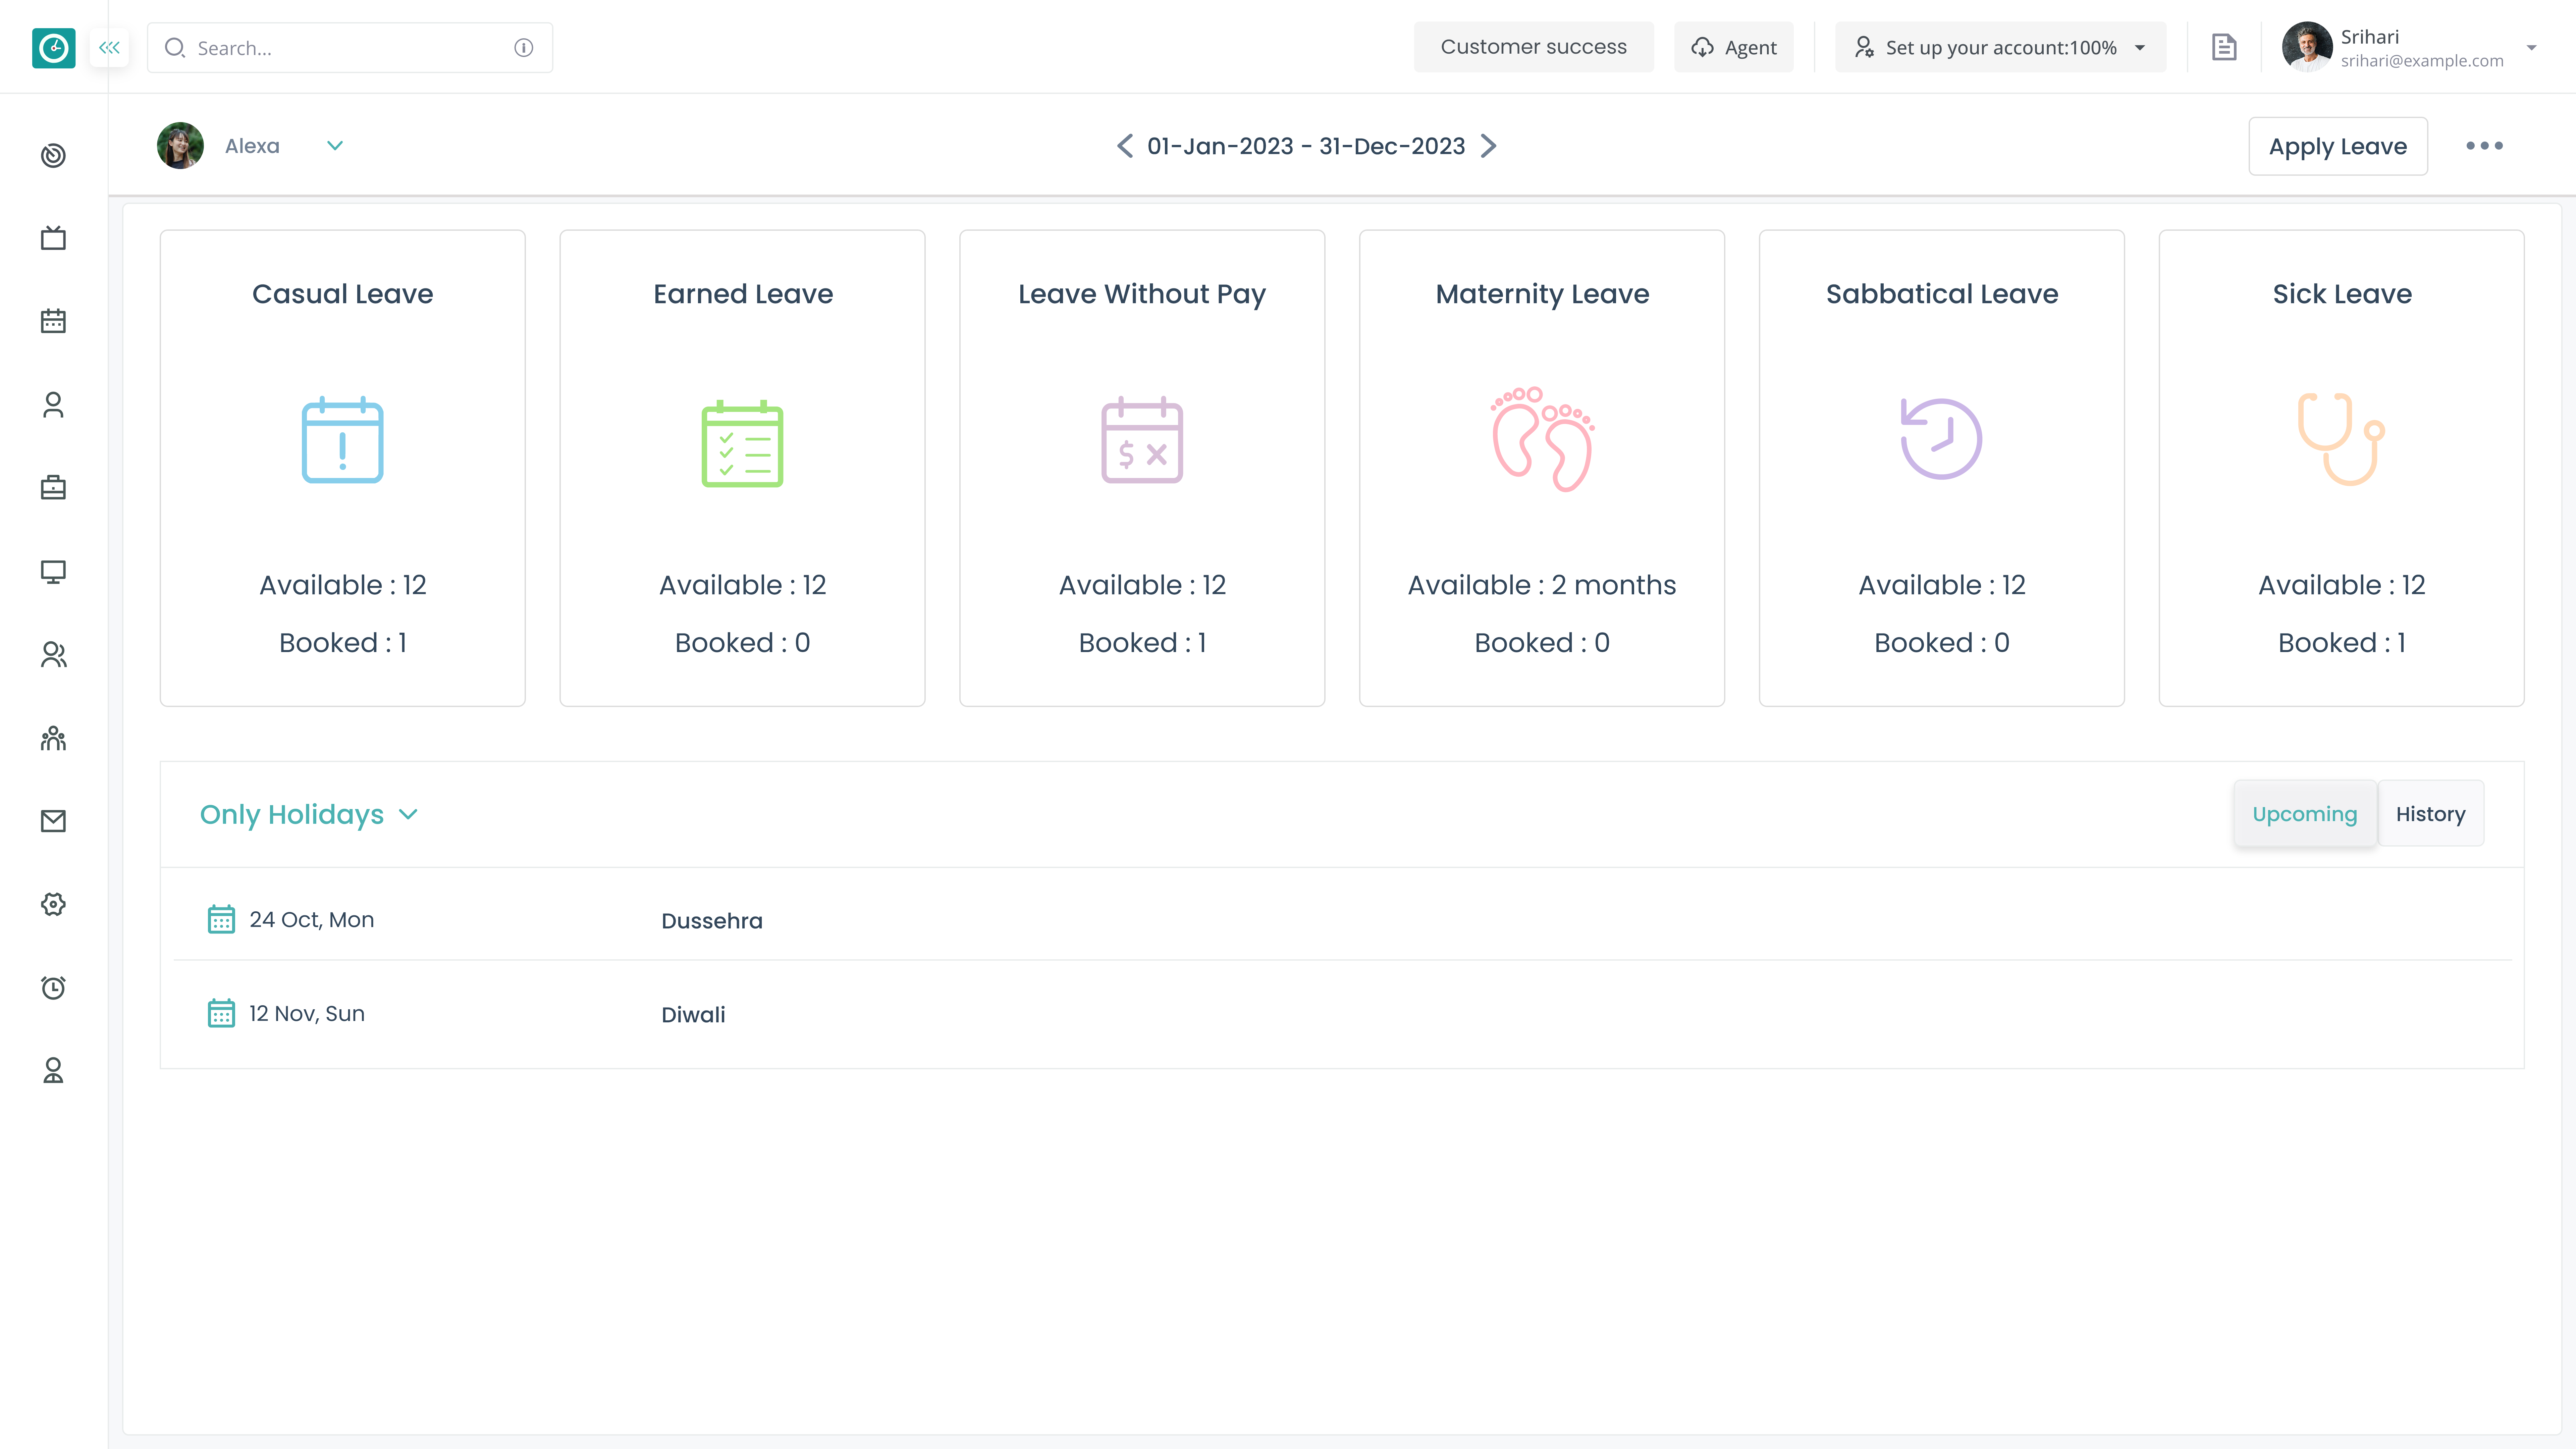 Search...
Customer success
Agent
Set up your account:100%
Srihari
srihari@example.com
Alexa
01-Jan-2023 - 31-Dec-2023
Apply Leave
Casual Leave
Available : 12
Booked : 1
Earned Leave
Available : 12
Booked : 0
Leave Without Pay
Available : 12
Booked : 1
Maternity Leave
Available : 2 months
Booked : 0
Sabbatical Leave
Available : 12
Booked : 0
Sick Leave
Available : 12
Booked : 1
Only Holidays
Upcoming
History
24 Oct, Mon
Dussehra
12 Nov, Sun
Diwali